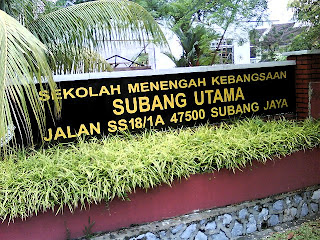 SEKOLAH MENENGAH KEBANGSAAN
SUBANG UTAMA
JALAN SS18/1A 47500 SUBANG JAYA